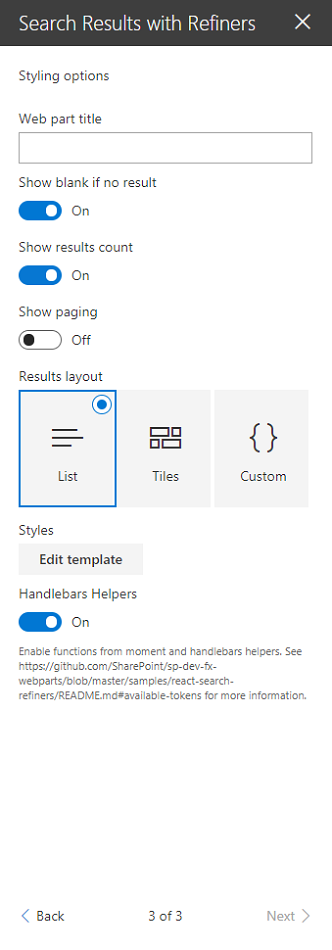 Search Results with Refiners
Styling options
Web part title
Show blank if no result
On
Show results count
On
Show paging
Off
Results layout
List Tiles Custom
Styles
Edit template
Handlebars Helpers
On
Enable functions from moment and handlebars helpers. See
https://github.com/SharePoint/sp-dev-fx-
webparts/blob/master/samples/react-search-
refiners/README.md#available-tokens for more information.
Back 3 of 3 Next